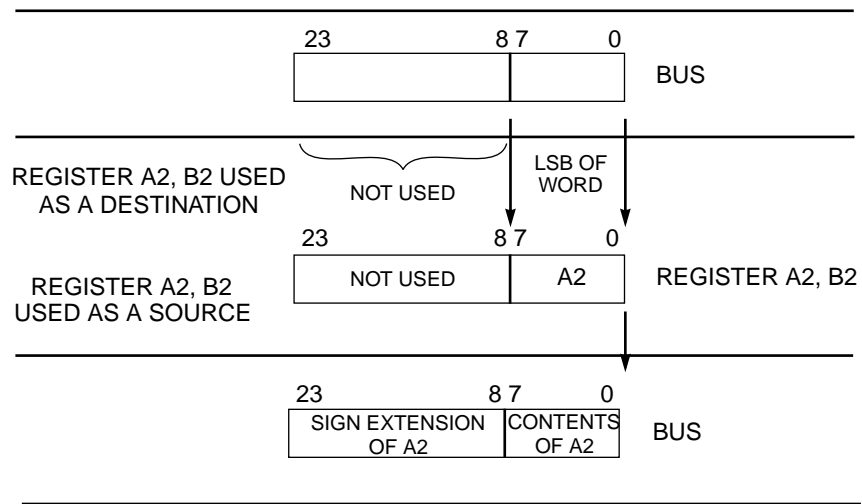 23 8 7 0
BUS
REGISTER A2, B2 USED
AS A DESTINATION
NOT USED
LSB OF
WORD
23 8 7 0
REGISTER A2, B2
USED AS A SOURCE
NOT USED
A2
REGISTER A2, B2
23 8 7 0
SIGN EXTENSION
OF A2
CONTENTS
OF A2
BUS